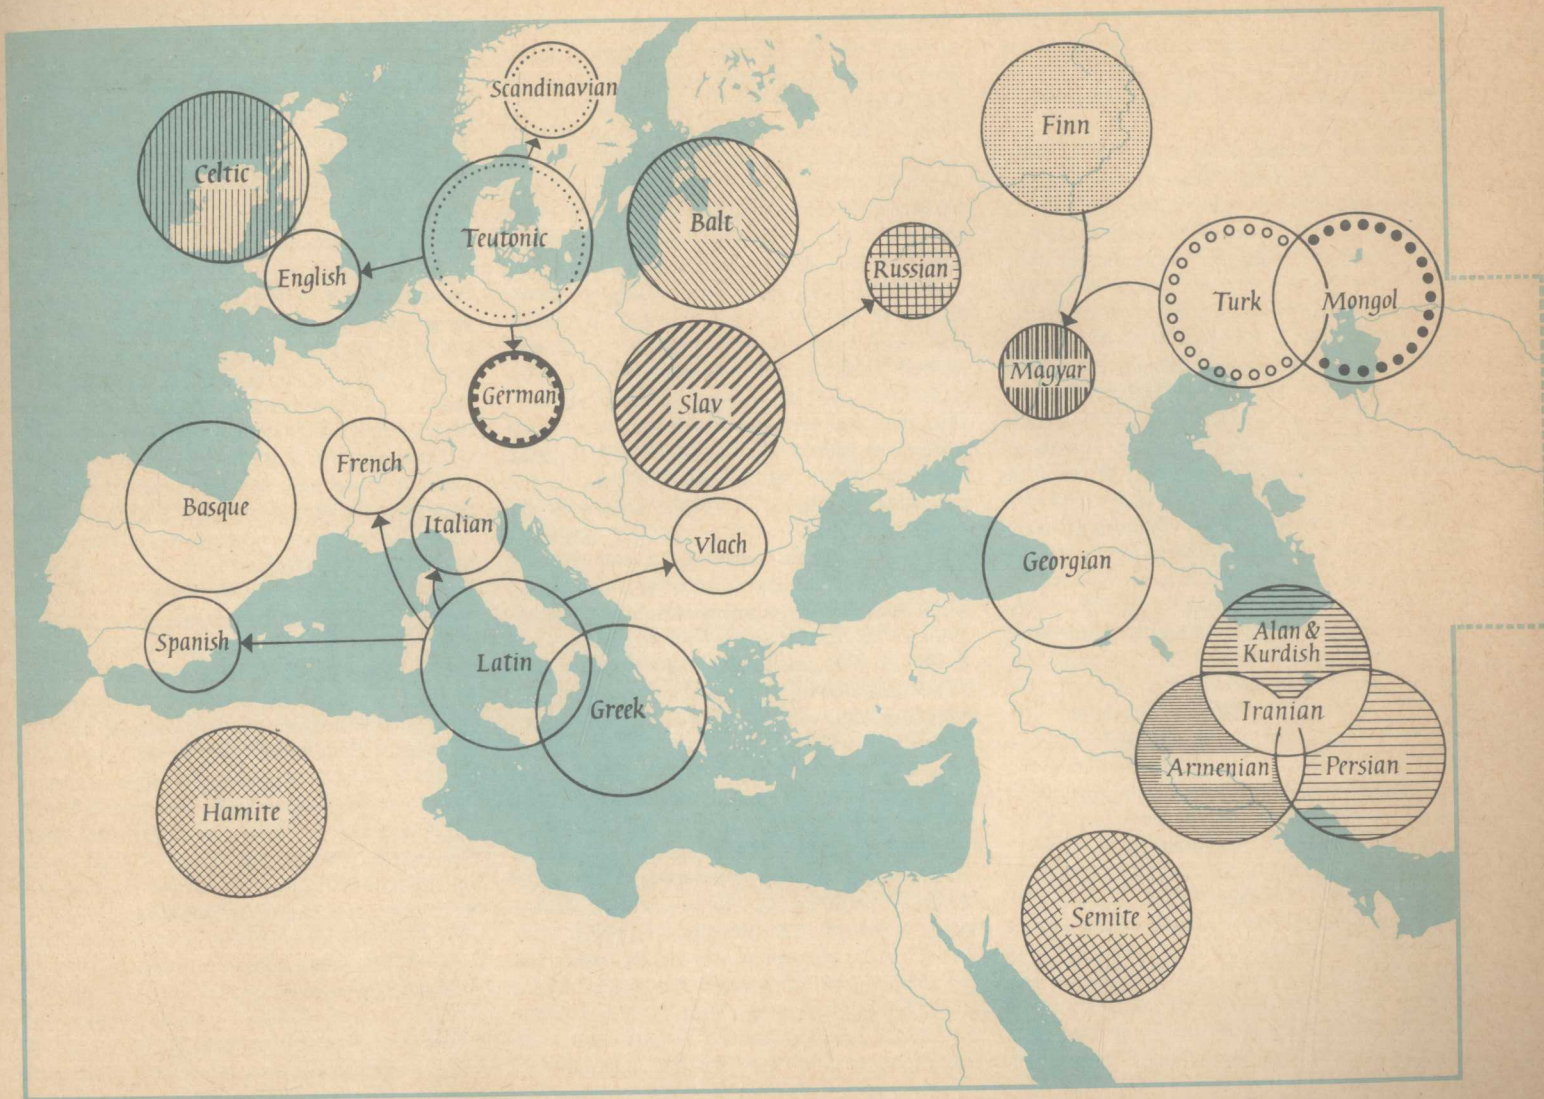 Scandinavian
Finn
Celtic
Balt
Teutonic
English
Russian
Turk
Mongol
Magyar
German
Slav
French
Basque
Italian
Vlach
Georgian
Spanish
Latin
Greek
Alan &
Kurdish
Iranian
Armenian
Persian
Hamite
Semite